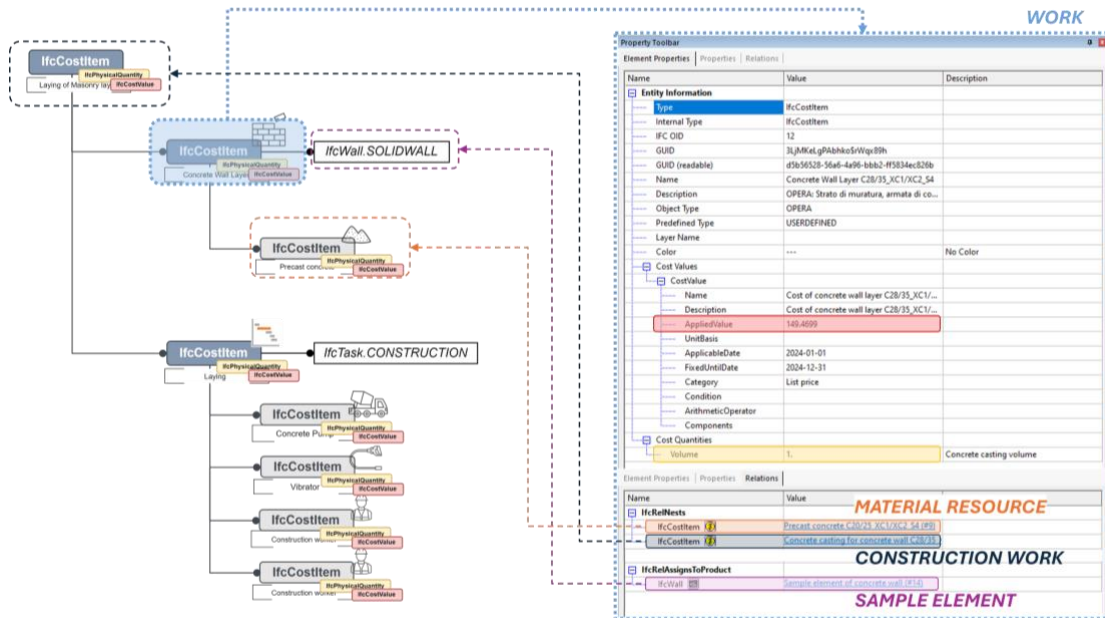 WORK
IfcCostItem
IfcPhysicalQuantity
Laying of Masonry lay
IfcCostValue
IfcCostItem
IfcPhysicalQuantity
Concrete Wall Layer
IfcCostValue
IfcWall.SOLIDWALL
IfcCostItem
IfcPhysicalQuantity
Precast conc
IfcCostValue
IfcCostItem
IfcPhysicalQuantity
Laying
IfcCostValue
IfcTask.CONSTRUCTION
IfcCostItem
IfcPhysicalQuantity
Concrete Pump
IfcCostValue
IfcCostItem
IfcPhysicalQuantity
Vibrator
IfcCostValue
IfcCostItem
IfcPhysicalQuantity
Construction worker
IfcCostValue
IfcCostItem
IfcPhysicalQuantity
Construction worker
IfcCostValue
Property Toolbar
Element Properties Properties Relations
Name Value Description
Entity Information
Type IfcCostItem
Internal Type IfcCostItem
IFC OID 12
GUID 3LjMKeLgPAbhko$rWqx89h
GUID (readable) d5b56528-56a6-4a96-bbb2-ff5834ec826b
Name Concrete Wall Layer C28/35_XC1/XC2_S4
Description OPERA: Strato di muratura, armata di co...
Object Type OPERA
Predefined Type USERDEFINED
Layer Name
Color --- No Color
Cost Values
CostValue
Name Cost of concrete wall layer C28/35_XC1/...
Description Cost of concrete wall layer C28/35_XC1/...
AppliedValue 149.4699
UnitBasis
ApplicableDate 2024-01-01
FixedUntilDate 2024-12-31
Category List price
Condition
ArithmeticOperator
Components
Cost Quantities
Volume 1. Concrete casting volume
Element Properties Properties Relations
Name Value
MATERIAL RESOURCE
IfcRelNests
IfcCostItem Precast concrete C20/25_XC1/XC2_S4 (#9)
IfcCostItem Concrete casting for concrete wall C28/35
CONSTRUCTION WORK
IfcRelAssignsToProduct
IfcWall Sample element of concrete wall (#14)
SAMPLE ELEMENT